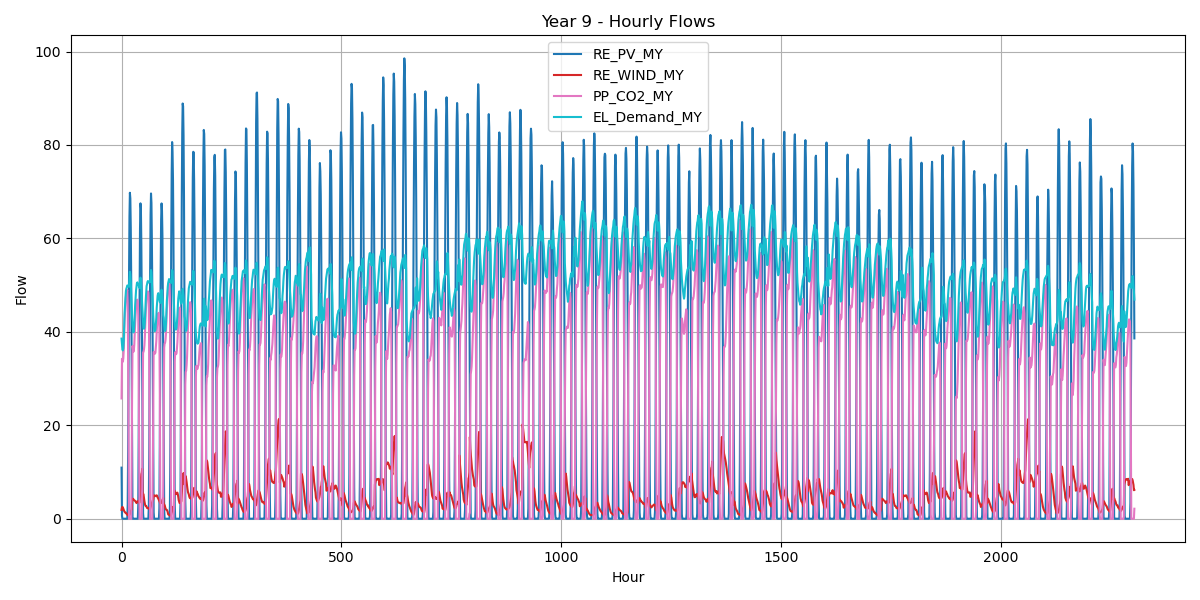 Year 9 - Hourly Flows
RE_PV_MY
RE_WIND_MY
PP_CO2_MY
EL_Demand_MY
100
80
60
40
20
0
Flow
0 500 1000 1500 2000
Hour